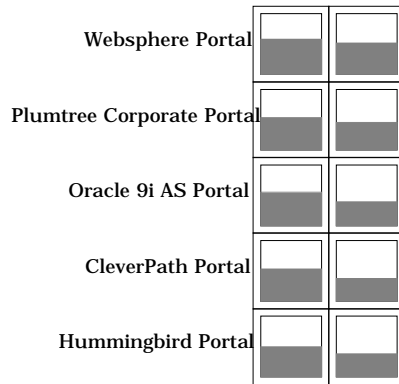 Websphere Portal
Plumtree Corporate Portal
Oracle 9i AS Portal
CleverPath Portal
Hummingbird Portal